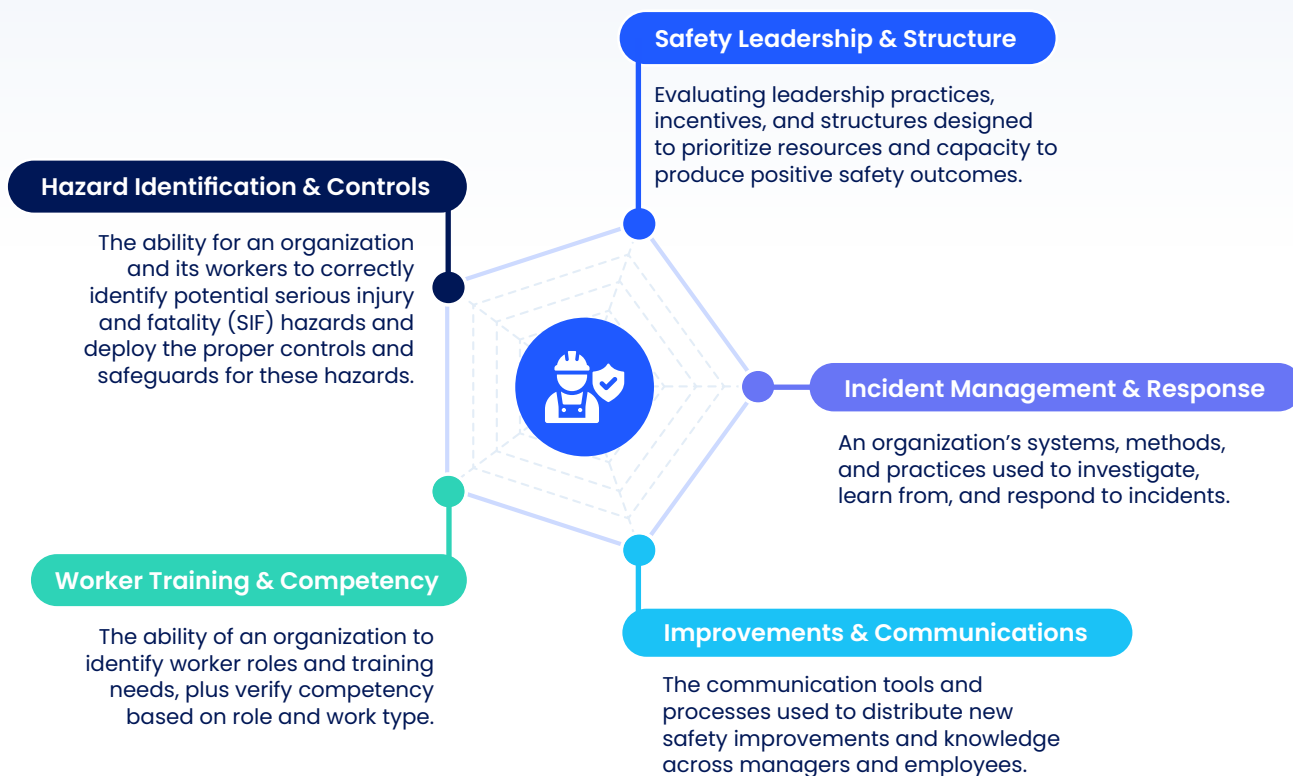 Safety Leadership & Structure
Evaluating leadership practices,
incentives, and structures designed
to prioritize resources and capacity to
produce positive safety outcomes.
Hazard Identification & Controls
The ability for an organization
and its workers to correctly
identify potential serious injury
and fatality (SIF) hazards and
deploy the proper controls and
safeguards for these hazards.
Incident Management & Response
An organization’s systems, methods,
and practices used to investigate,
learn from, and respond to incidents.
Worker Training & Competency
The ability of an organization to
identify worker roles and training
needs, plus verify competency
based on role and work type.
Improvements & Communications
The communication tools and
processes used to distribute new
safety improvements and knowledge
across managers and employees.